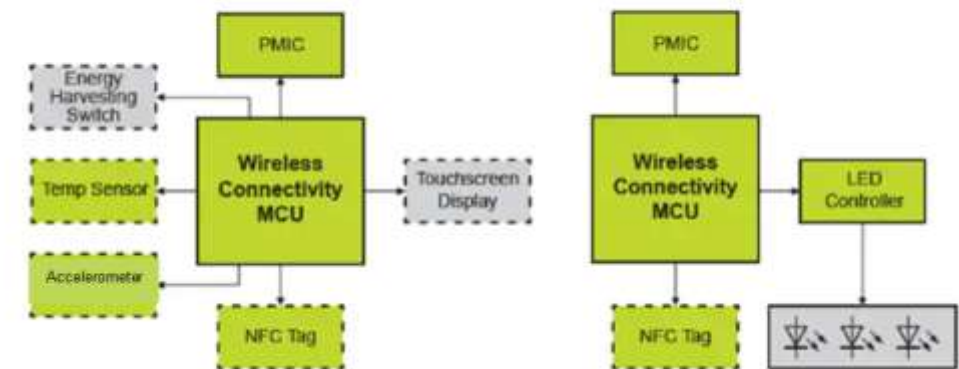 PMIC
Energy
Harvesting
Switch
Wireless
Connectivity
MCU
Temp Sensor
Touchscreen
Display
Accelerometer
NFC Tag
PMIC
Wireless
Connectivity
MCU
LED
Controller
NFC Tag